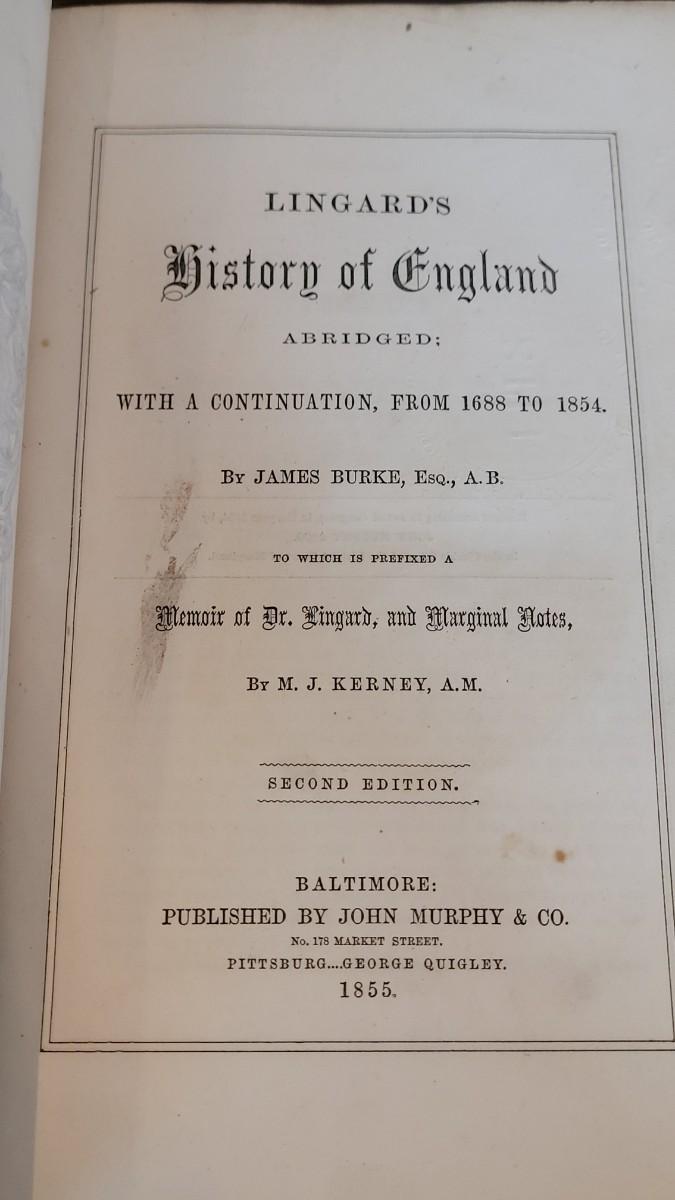 LINGARD'S
History of England
ABRIDGED;
WITH A CONTINUATION, FROM 1688 TO 1854.
BY JAMES BURKE, ESQ., A.B.
TO WHICH IS PREFIXED A
Memoir of Dr. Lingard, and Marginal Notes,
BY M. J. KERNEY, A.M.
SECOND EDITION.
BALTIMORE:
PUBLISHED BY JOHN MURPHY & CO.
No. 178 MARKET STREET.
PITTSBURG....GEORGE QUIGLEY.
1855.